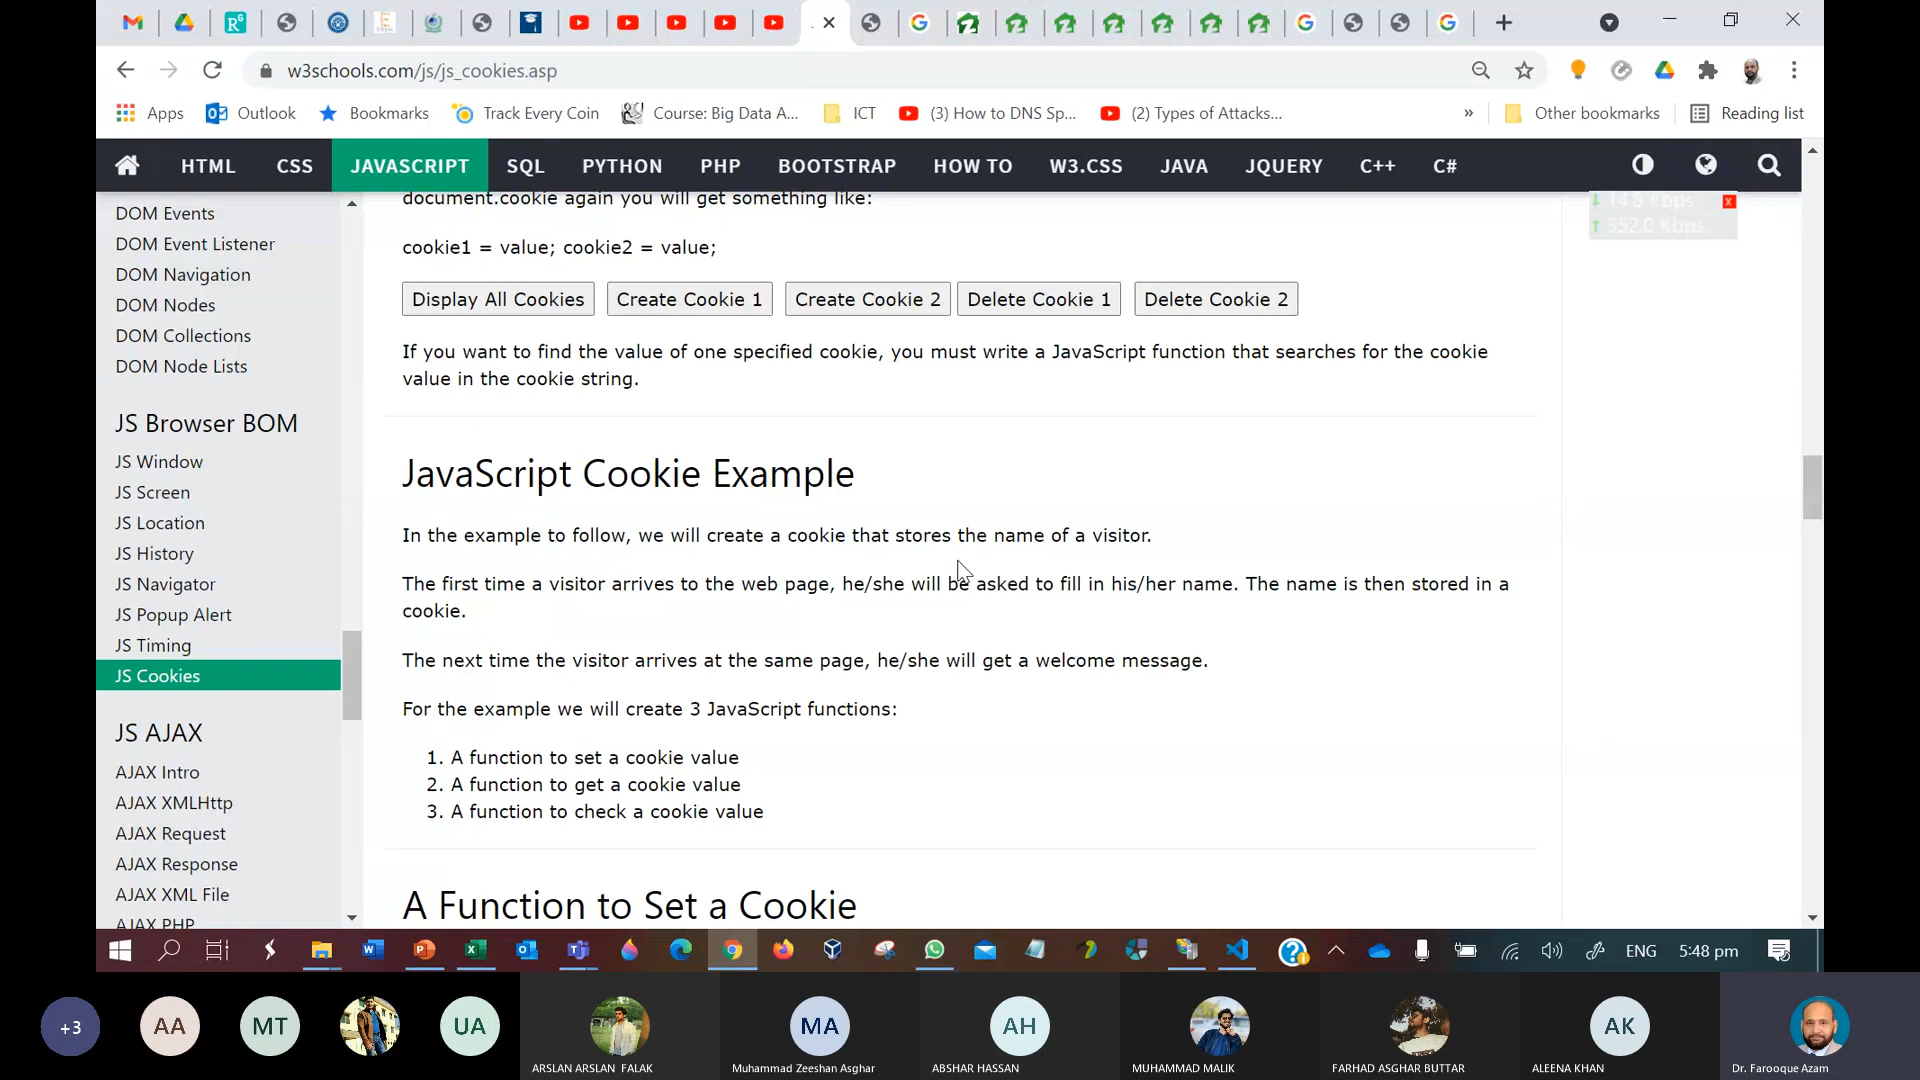 w3schools.com/js/js_cookies.asp
Apps
Outlook
Bookmarks
Track Every Coin
Course: Big Data A...
ICT
(3) How to DNS Sp...
(2) Types of Attacks...
»
Other bookmarks
Reading list
HTML
CSS
JAVASCRIPT
SQL
PYTHON
PHP
BOOTSTRAP
HOW TO
W3.CSS
JAVA
JQUERY
C++
C#
14.8 Kbps
352.0 Kbps
DOM Events
DOM Event Listener
DOM Navigation
DOM Nodes
DOM Collections
DOM Node Lists
JS Browser BOM
JS Window
JS Screen
JS Location
JS History
JS Navigator
JS Popup Alert
JS Timing
JS Cookies
JS AJAX
AJAX Intro
AJAX XMLHttp
AJAX Request
AJAX Response
AJAX XML File
AJAX PHP
document.cookie again you will get something like:
cookie1 = value; cookie2 = value;
Display All Cookies
Create Cookie 1
Create Cookie 2
Delete Cookie 1
Delete Cookie 2
If you want to find the value of one specified cookie, you must write a JavaScript function that searches for the cookie
value in the cookie string.
JavaScript Cookie Example
In the example to follow, we will create a cookie that stores the name of a visitor.
The first time a visitor arrives to the web page, he/she will be asked to fill in his/her name. The name is then stored in a
cookie.
The next time the visitor arrives at the same page, he/she will get a welcome message.
For the example we will create 3 JavaScript functions:
1. A function to set a cookie value
2. A function to get a cookie value
3. A function to check a cookie value
A Function to Set a Cookie
ENG
5:48 pm
+3
AA
MT
UA
MA
AH
AK
ARSLAN ARSLAN FALAK
Muhammad Zeeshan Asghar
ABSHAR HASSAN
MUHAMMAD MALIK
FARHAD ASGHAR BUTTAR
ALEENA KHAN
Dr. Farooque Azam